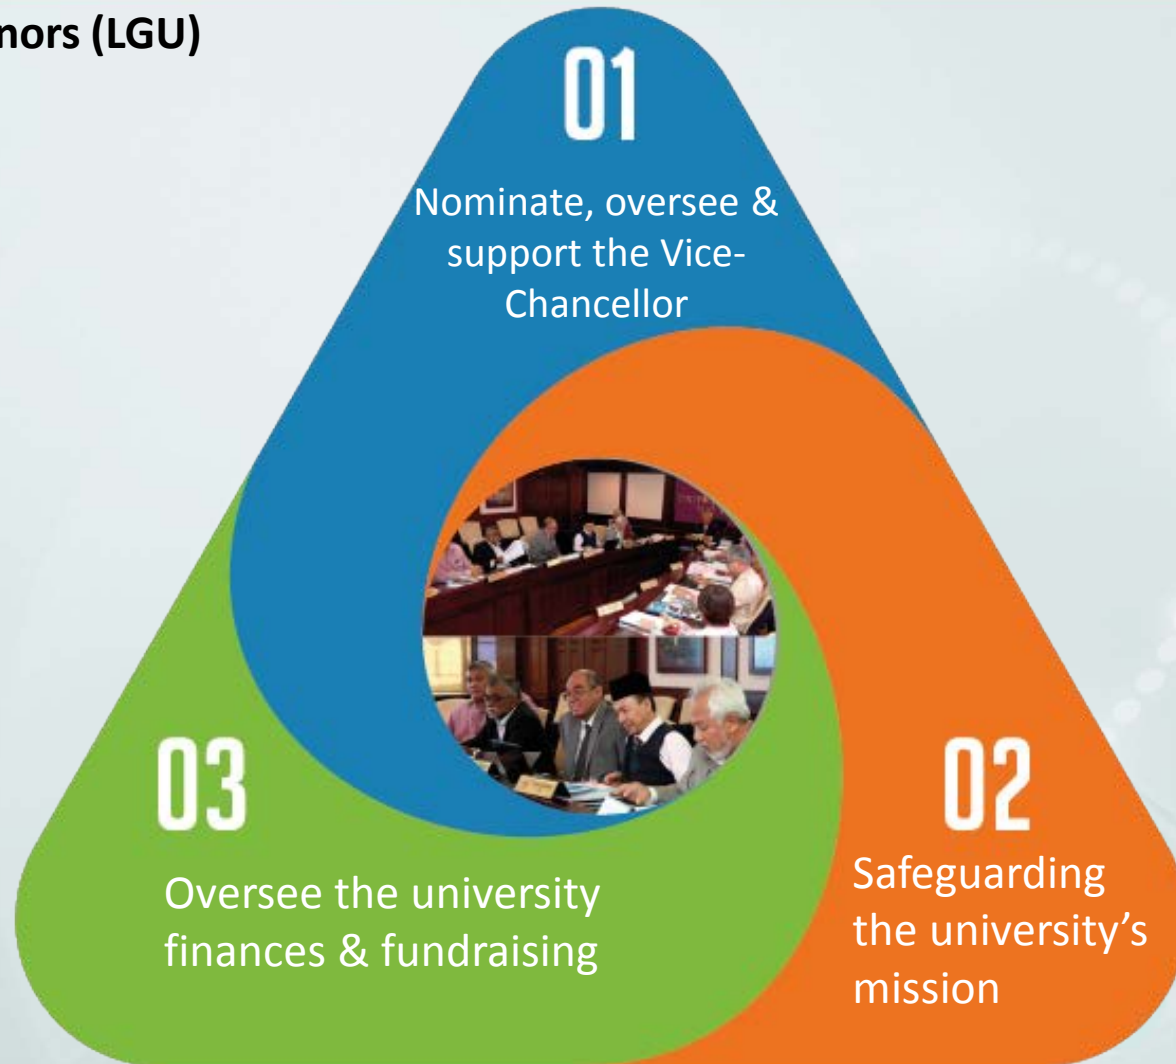 nors (LGU)
01
Nominate, oversee &
support the Vice-
Chancellor
03
Oversee the university
finances & fundraising
02
Safeguarding
the university’s
mission